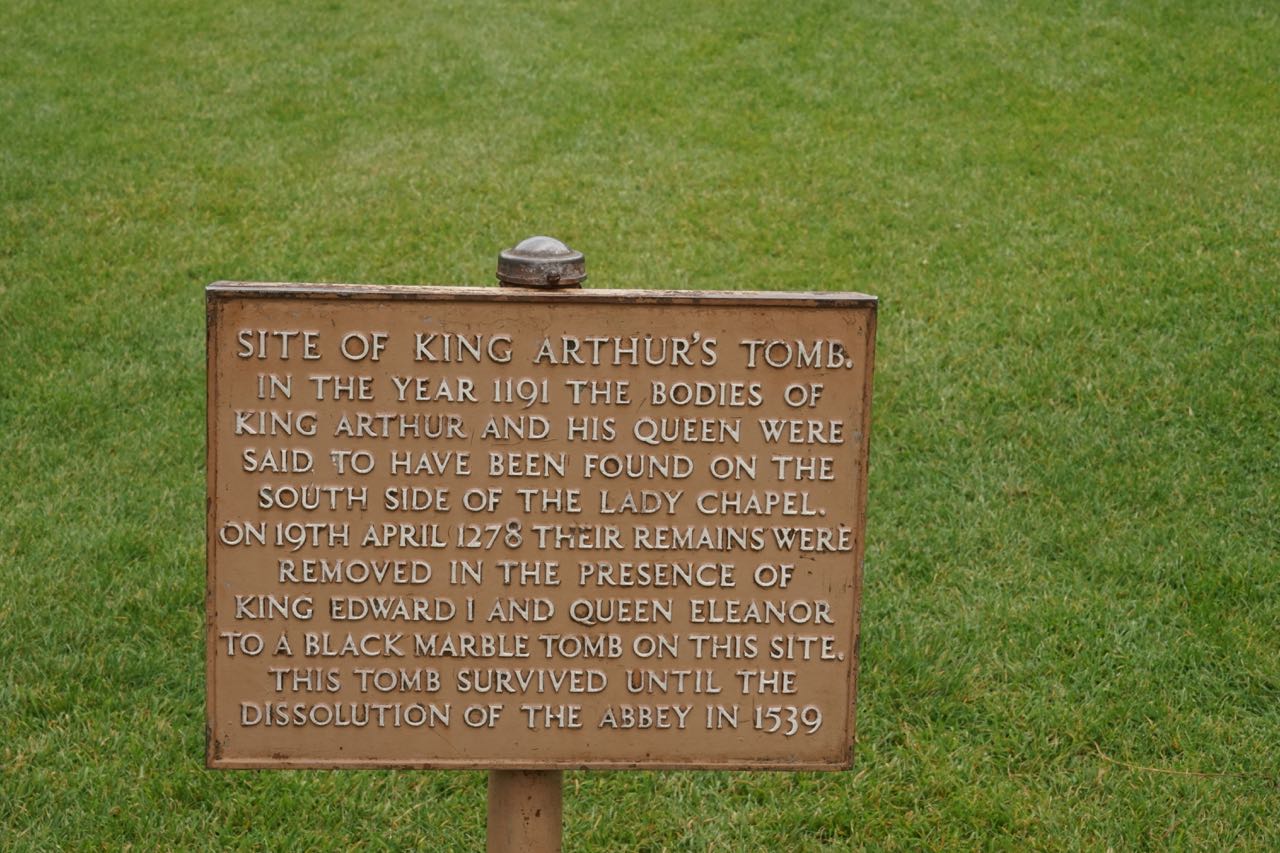 SITE OF KING ARTHUR'S TOMB.
IN THE YEAR 1191 THE BODIES OF
KING ARTHUR AND HIS QUEEN WERE
SAID TO HAVE BEEN FOUND ON THE
SOUTH SIDE OF THE LADY CHAPEL.
ON 19TH APRIL 1278 THEIR REMAINS WERE
REMOVED IN THE PRESENCE OF
KING EDWARD I AND QUEEN ELEANOR
TO A BLACK MARBLE TOMB ON THIS SITE.
THIS TOMB SURVIVED UNTIL THE
DISSOLUTION OF THE ABBEY IN 1539